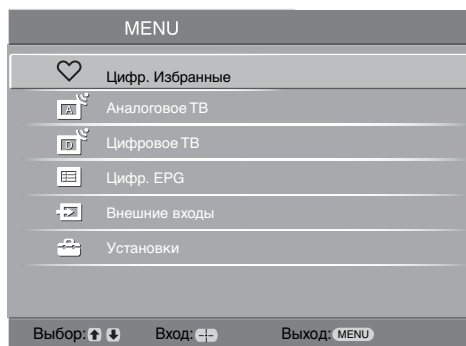 MENU
Цифр. Избранные
Аналоговое ТВ
Цифровое ТВ
Цифр. EPG
Внешние входы
Установки
Выбор: Вход: Выход: MENU